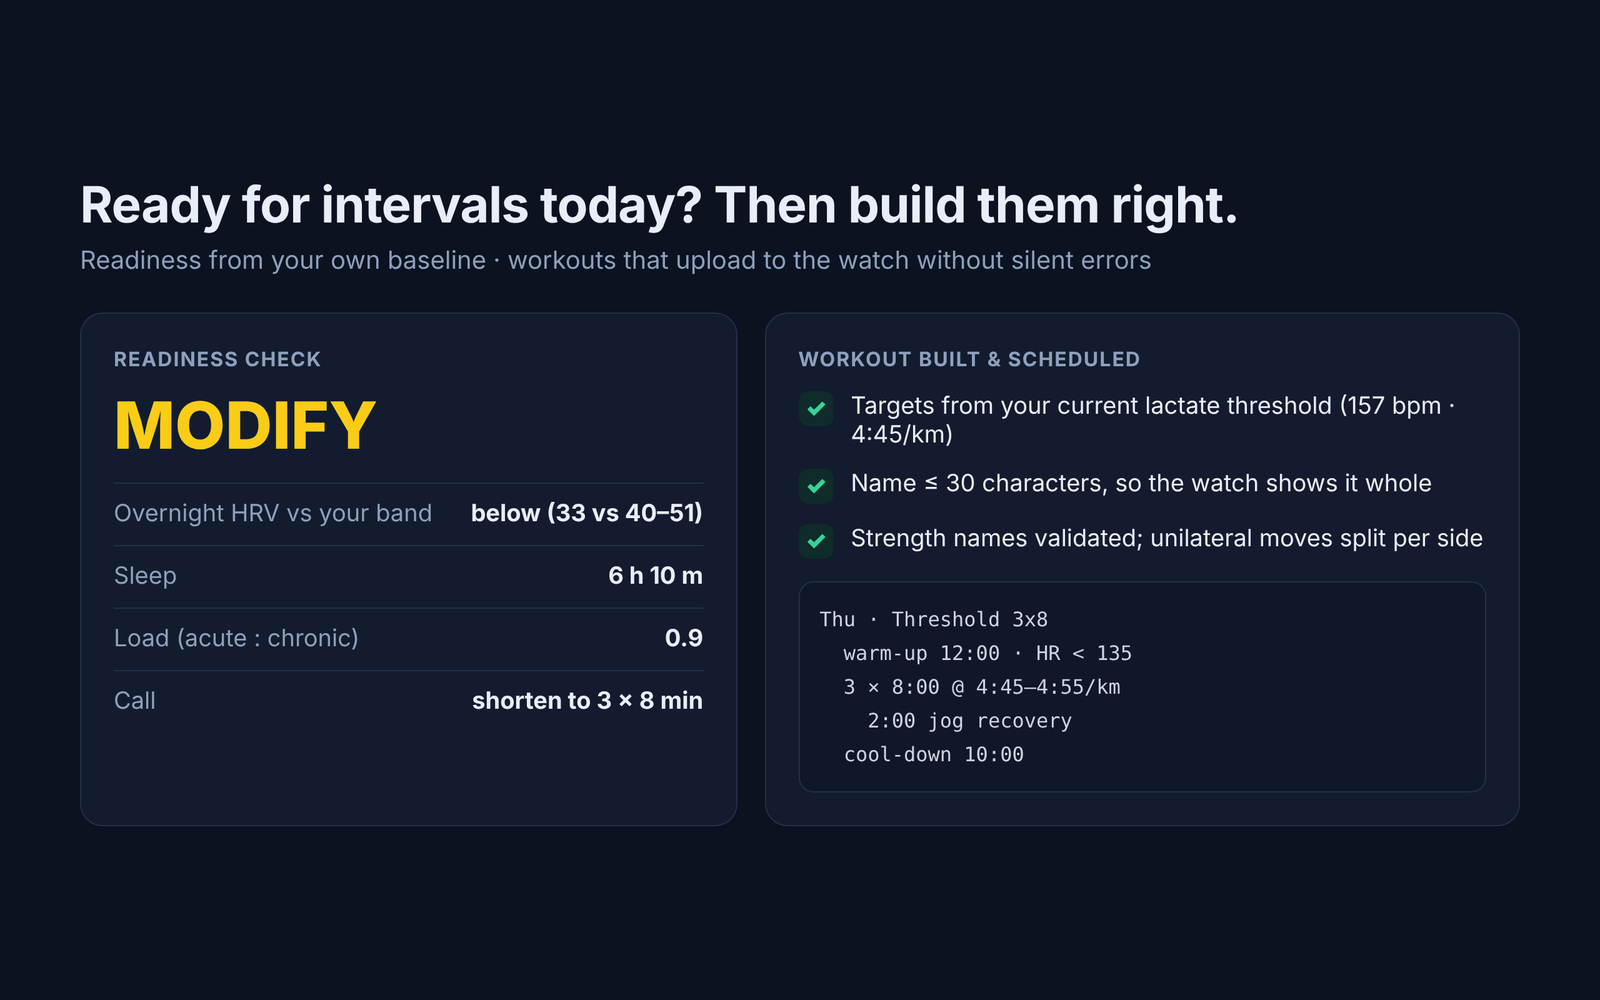 Ready for intervals today? Then build them right.
Readiness from your own baseline · workouts that upload to the watch without silent errors
READINESS CHECK
MODIFY
Overnight HRV vs your band below (33 vs 40–51)
Sleep 6 h 10 m
Load (acute : chronic) 0.9
Call shorten to 3 × 8 min
WORKOUT BUILT & SCHEDULED
✓ Targets from your current lactate threshold (157 bpm ·
4:45/km)
✓ Name ≤ 30 characters, so the watch shows it whole
✓ Strength names validated; unilateral moves split per side
Thu · Threshold 3x8
warm-up 12:00 · HR < 135
3 × 8:00 @ 4:45–4:55/km
2:00 jog recovery
cool-down 10:00